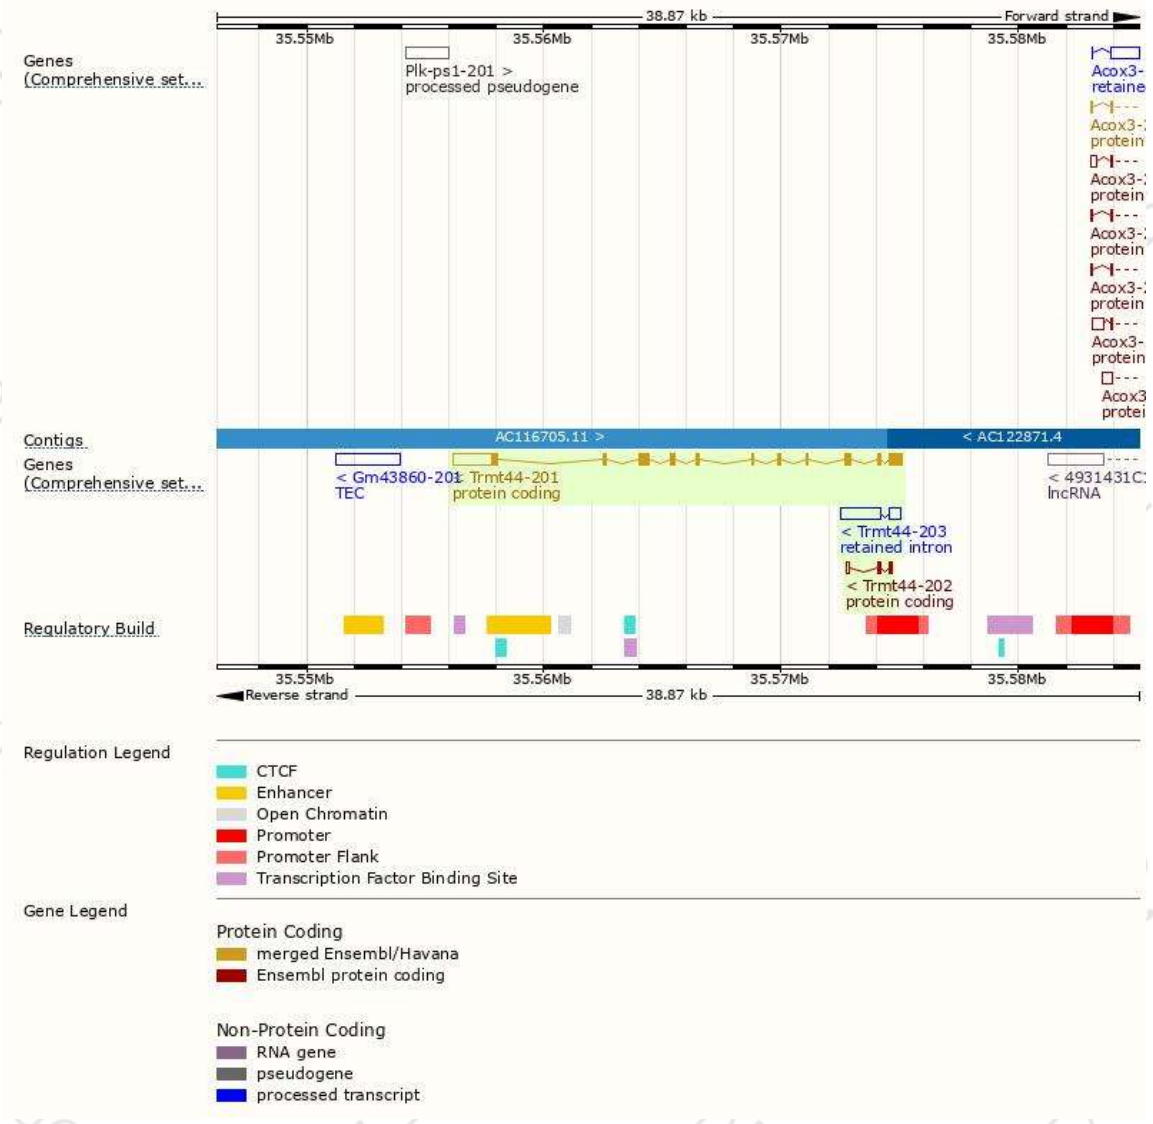 38.87 kb
Forward strand
35.55Mb 35.56Mb 35.57Mb 35.58Mb
Genes
(Comprehensive set...
Plk-ps1-201 >
processed pseudogene
Acox3-
retaine
Acox3-
protein
Acox3-
protein
Acox3-
protein
Acox3-
protein
Acox3-
protein
Acox3
protei
Contigs
AC116705.11 >
< AC122871.4
Genes
(Comprehensive set...
< Gm43860-201
TEC
< Trmt44-201
protein coding
< 4931431C
lncRNA
< Trmt44-203
retained intron
< Trmt44-202
protein coding
Regulatory Build
35.55Mb 35.56Mb 35.57Mb 35.58Mb
Reverse strand
38.87 kb
Regulation Legend
CTCF
Enhancer
Open Chromatin
Promoter
Promoter Flank
Transcription Factor Binding Site
Gene Legend
Protein Coding
merged Ensembl/Havana
Ensembl protein coding
Non-Protein Coding
RNA gene
pseudogene
processed transcript